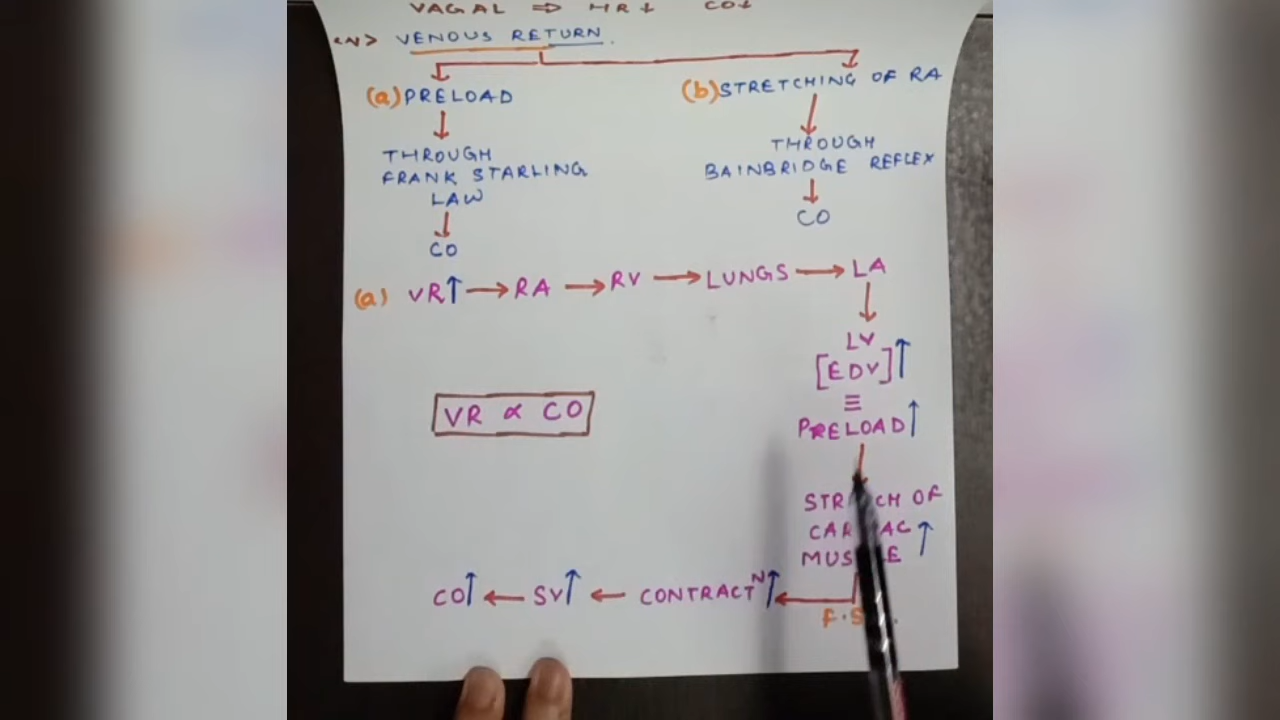 VAGAL ⇒ HR↓ CO↓
<N> VENOUS RETURN.
(a) PRELOAD
(b) STRETCHING OF RA
THROUGH
FRANK STARLING
LAW
CO
THROUGH
BAINBRIDGE REFLEX
CO
(a) VR↑ → RA → RV → LUNGS → LA
LV
[EDV]↑
≡
PRELOAD↑
VR ∝ CO
OF
↑
CO↑ ← SV↑ ← CONTRACTᴺ↑